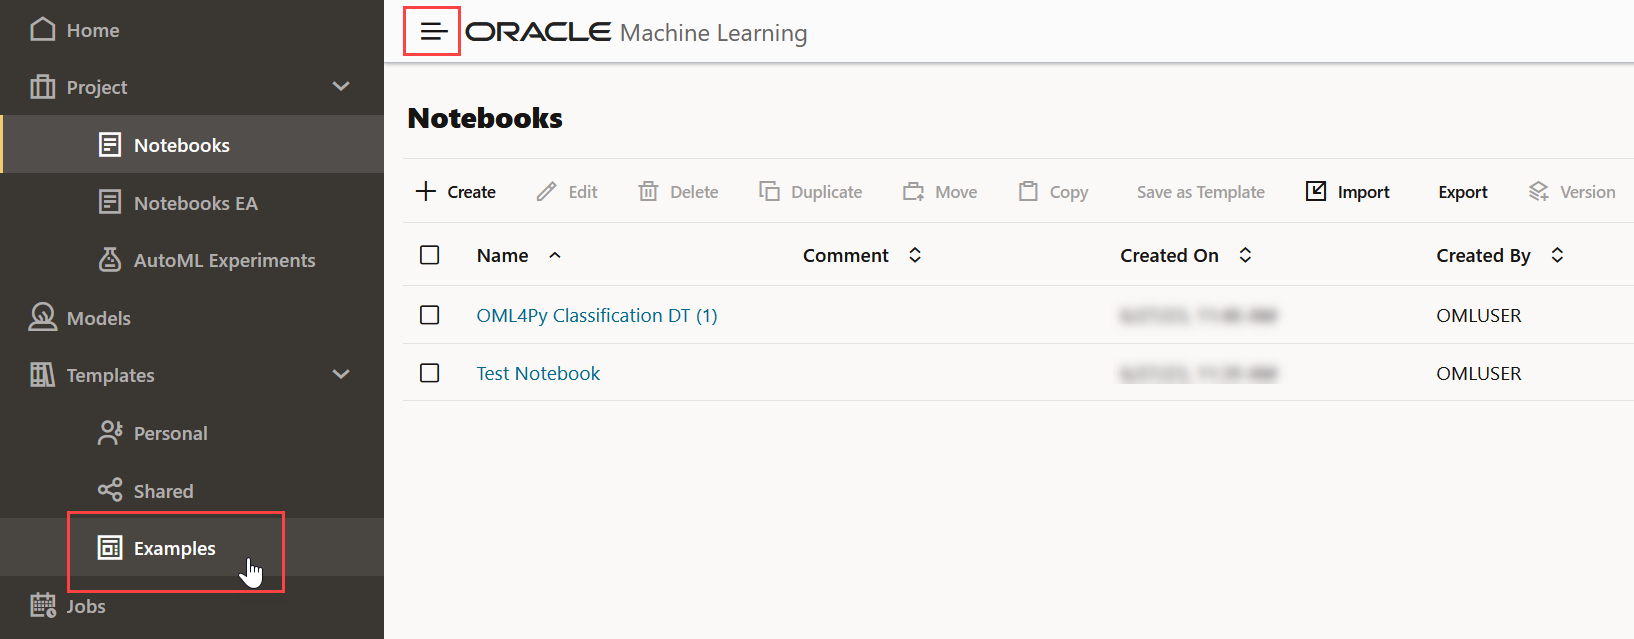 Home
Project
Notebooks
Notebooks EA
AutoML Experiments
Models
Templates
Personal
Shared
Examples
Jobs
ORACLE Machine Learning
Notebooks
Create Edit Delete Duplicate Move Copy Save as Template Import Export Version
Name Comment Created On Created By
OML4Py Classification DT (1) OMLUSER
Test Notebook OMLUSER